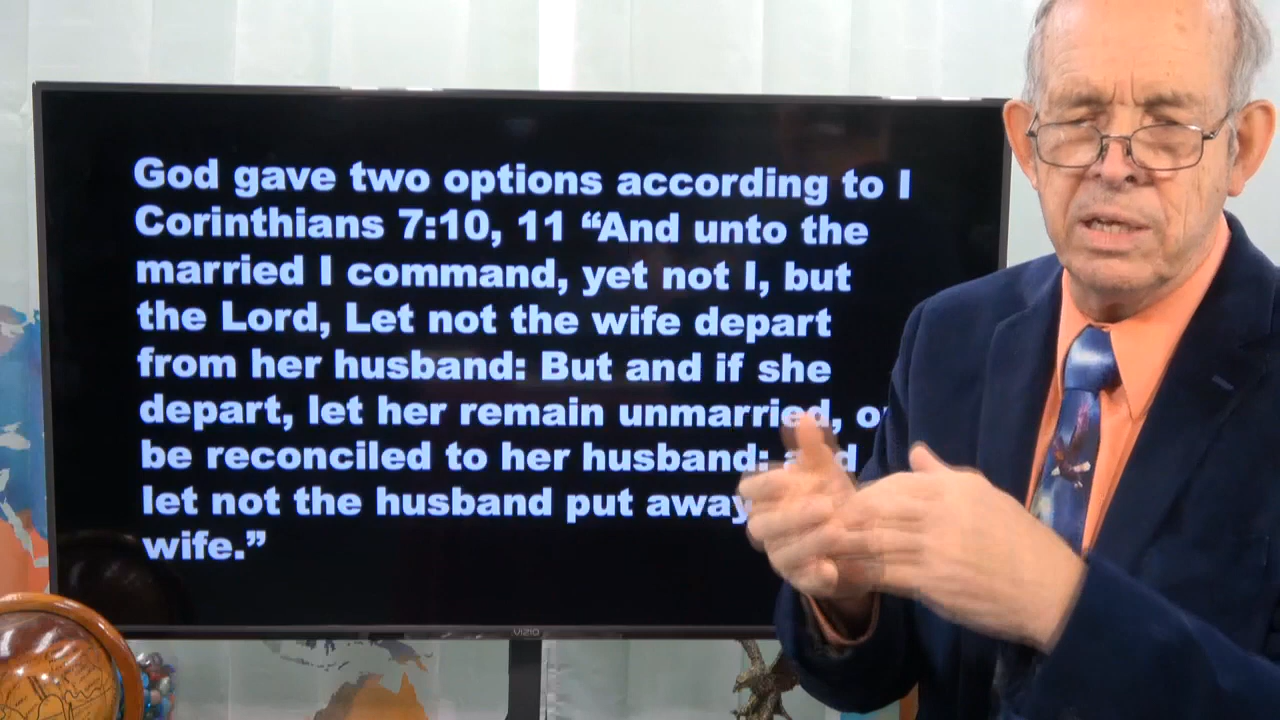 God gave two options according to I
Corinthians 7:10, 11 “And unto the
married I command, yet not I, but
the Lord, Let not the wife depart
from her husband: But and if she
depart, let her remain unmarried,
be reconciled to her husband: and
let not the husband put away
wife.”
VIZIO